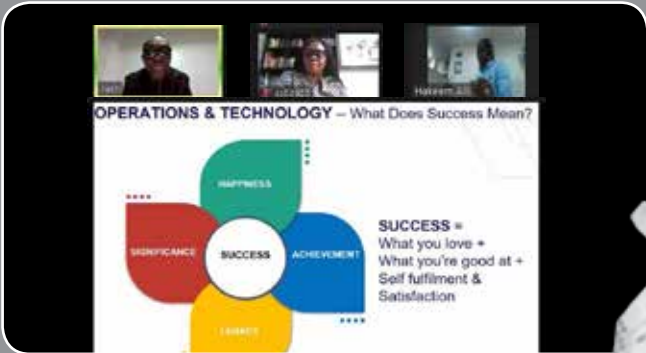 Hakeem
OPERATIONS & TECHNOLOGY – What Does Success Mean?
HAPPINESS
SIGNIFICANCE
SUCCESS
ACHIEVEMENT
LEGACY
SUCCESS =
What you love +
What you're good at +
Self fulfilment &
Satisfaction